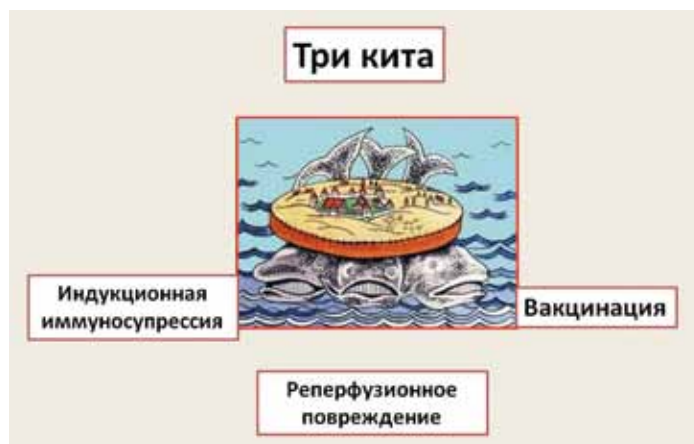 Три кита
Индукционная
иммуносупрессия
Вакцинация
Реперфузионное
повреждение